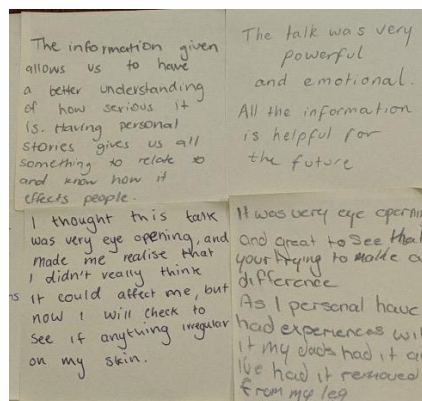 The information given
allows us to have
a better understanding
of how serious it
is. Having personal
stories gives us all
something to relate to
and know how it
effects people.
The talk was very
powerful
and emotional.
All the information
is helpful for
the future
I thought this talk
was very eye opening, and
made me realise that
I didn't really think
it could affect me, but
now I will check to
see if anything irregular
on my skin.
It was very eye openin
and great to see tha
your trying to make a
difference
As I personal have
had experiences wi
it my dads had it a
I've had it removed
from my leg